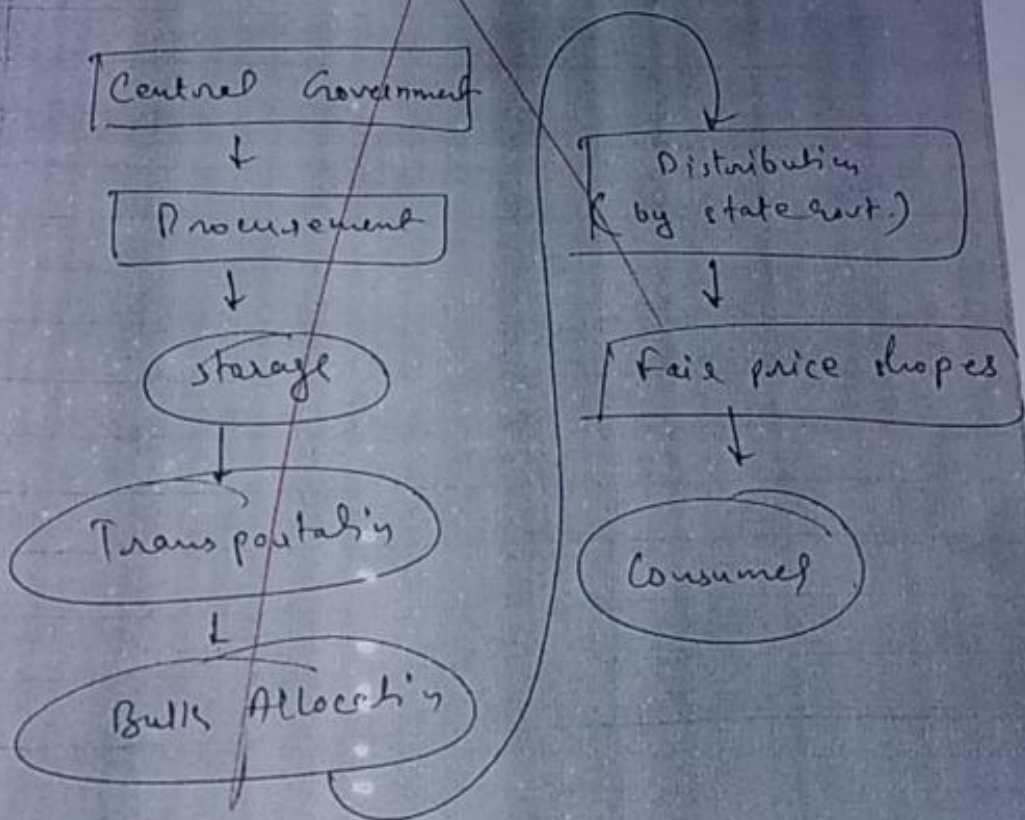 Central Government
Procurement
Storage
Transportation
Bulk Allocation
Distribution
( by state Govt.)
Fair price shopes
Consumer